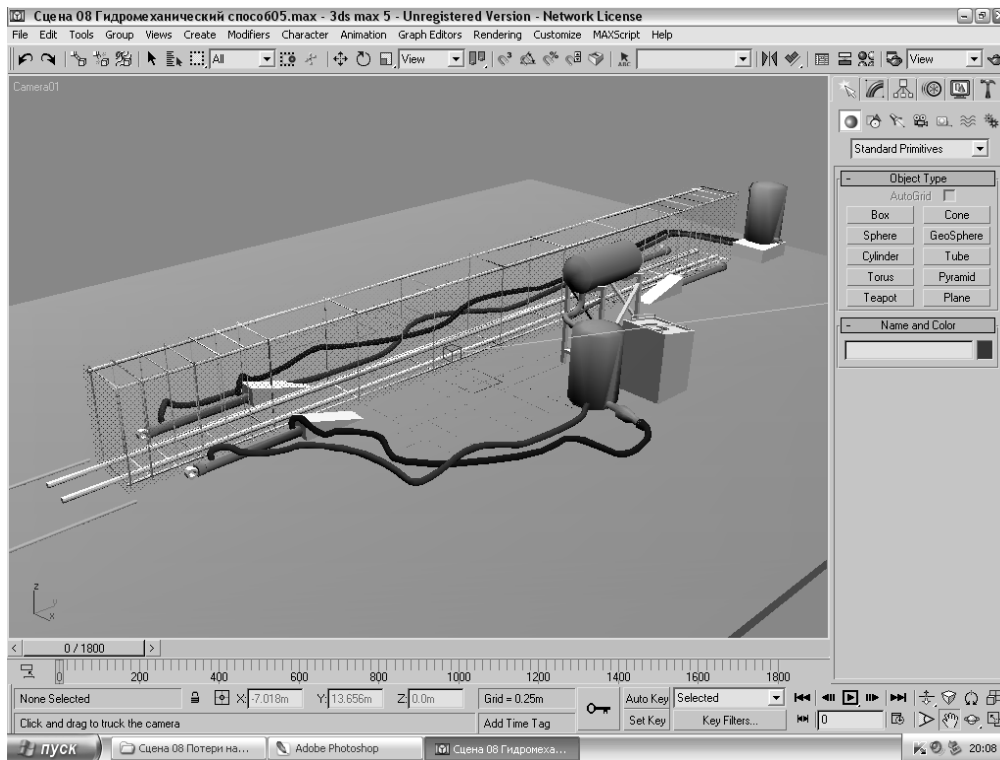 Сцена 08 Гидромеханический способ05.max - 3ds max 5 - Unregistered Version - Network License
File Edit Tools Group Views Create Modifiers Character Animation Graph Editors Rendering Customize MAXScript Help
All View ABC View
Camera01
Standard Primitives
- Object Type
AutoGrid
Box Cone
Sphere GeoSphere
Cylinder Tube
Torus Pyramid
Teapot Plane
- Name and Color
z
y
x
< 0 / 1800 >
0 200 400 600 800 1000 1200 1400 1600 1800
None Selected X: -7.018m Y: 13.656m Z: 0.0m Grid = 0.25m Auto Key Selected
Click and drag to truck the camera Add Time Tag Set Key Key Filters... 0
пуск Сцена 08 Потери на... Adobe Photoshop Сцена 08 Гидромеха... 20:08